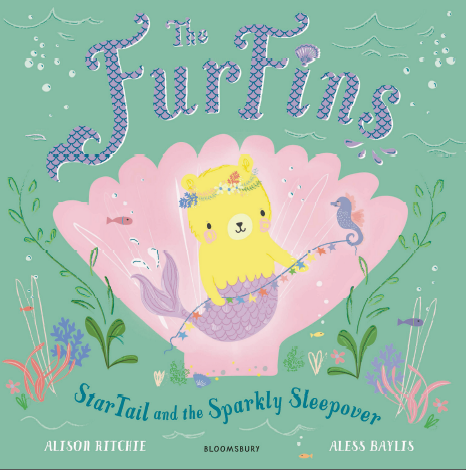 The
FurFins
StarTail and the Sparkly Sleepover
ALISON RITCHIE
BLOOMSBURY
ALESS BAYLIS